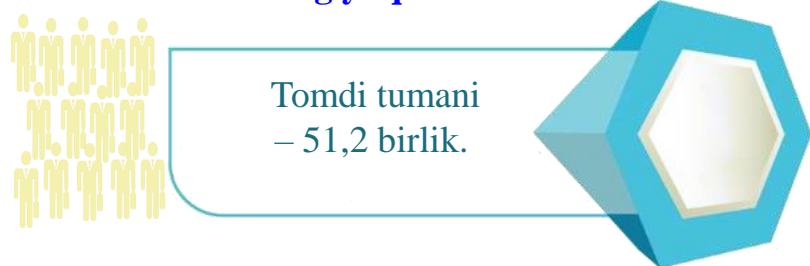 Tomdi tumani
– 51,2 birlik.